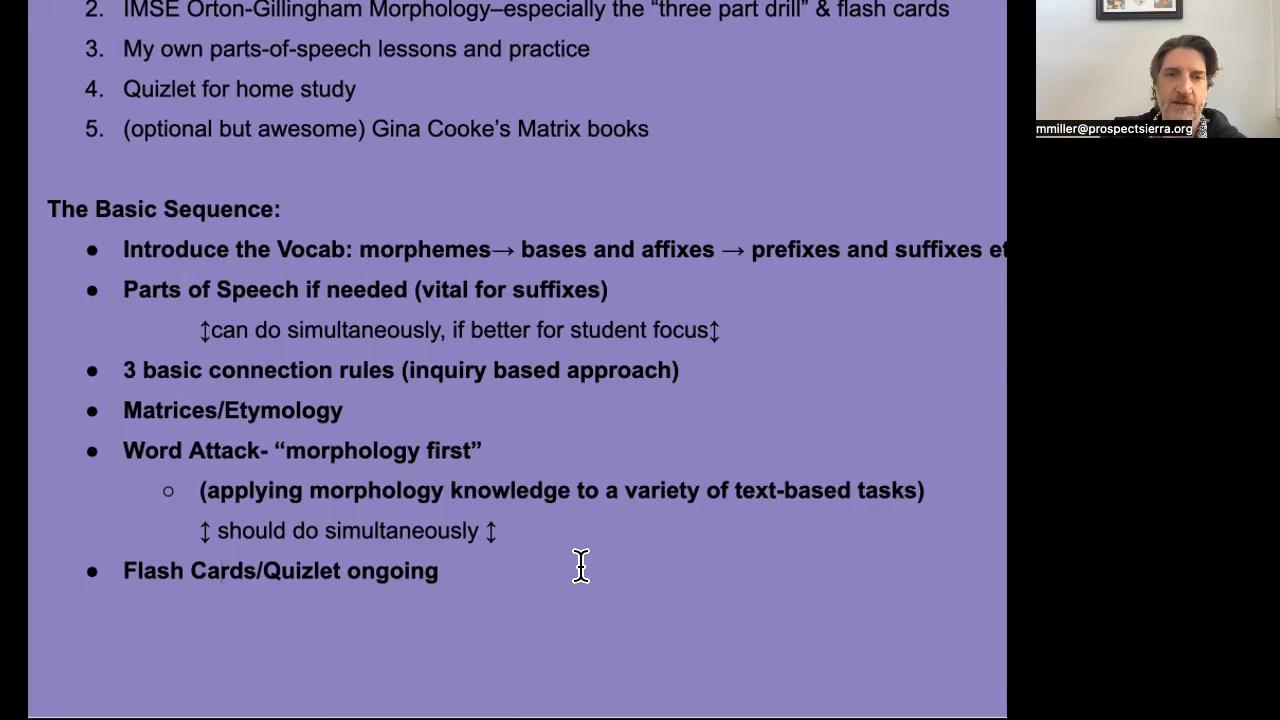 2. IMSE Orton-Gillingham Morphology–especially the “three part drill” & flash cards
3. My own parts-of-speech lessons and practice
4. Quizlet for home study
5. (optional but awesome) Gina Cooke’s Matrix books
The Basic Sequence:
● Introduce the Vocab: morphemes→ bases and affixes → prefixes and suffixes
● Parts of Speech if needed (vital for suffixes)
↕can do simultaneously, if better for student focus↕
● 3 basic connection rules (inquiry based approach)
● Matrices/Etymology
● Word Attack- “morphology first”
○ (applying morphology knowledge to a variety of text-based tasks)
↕ should do simultaneously ↕
● Flash Cards/Quizlet ongoing
mmiller@prospectsierra.org